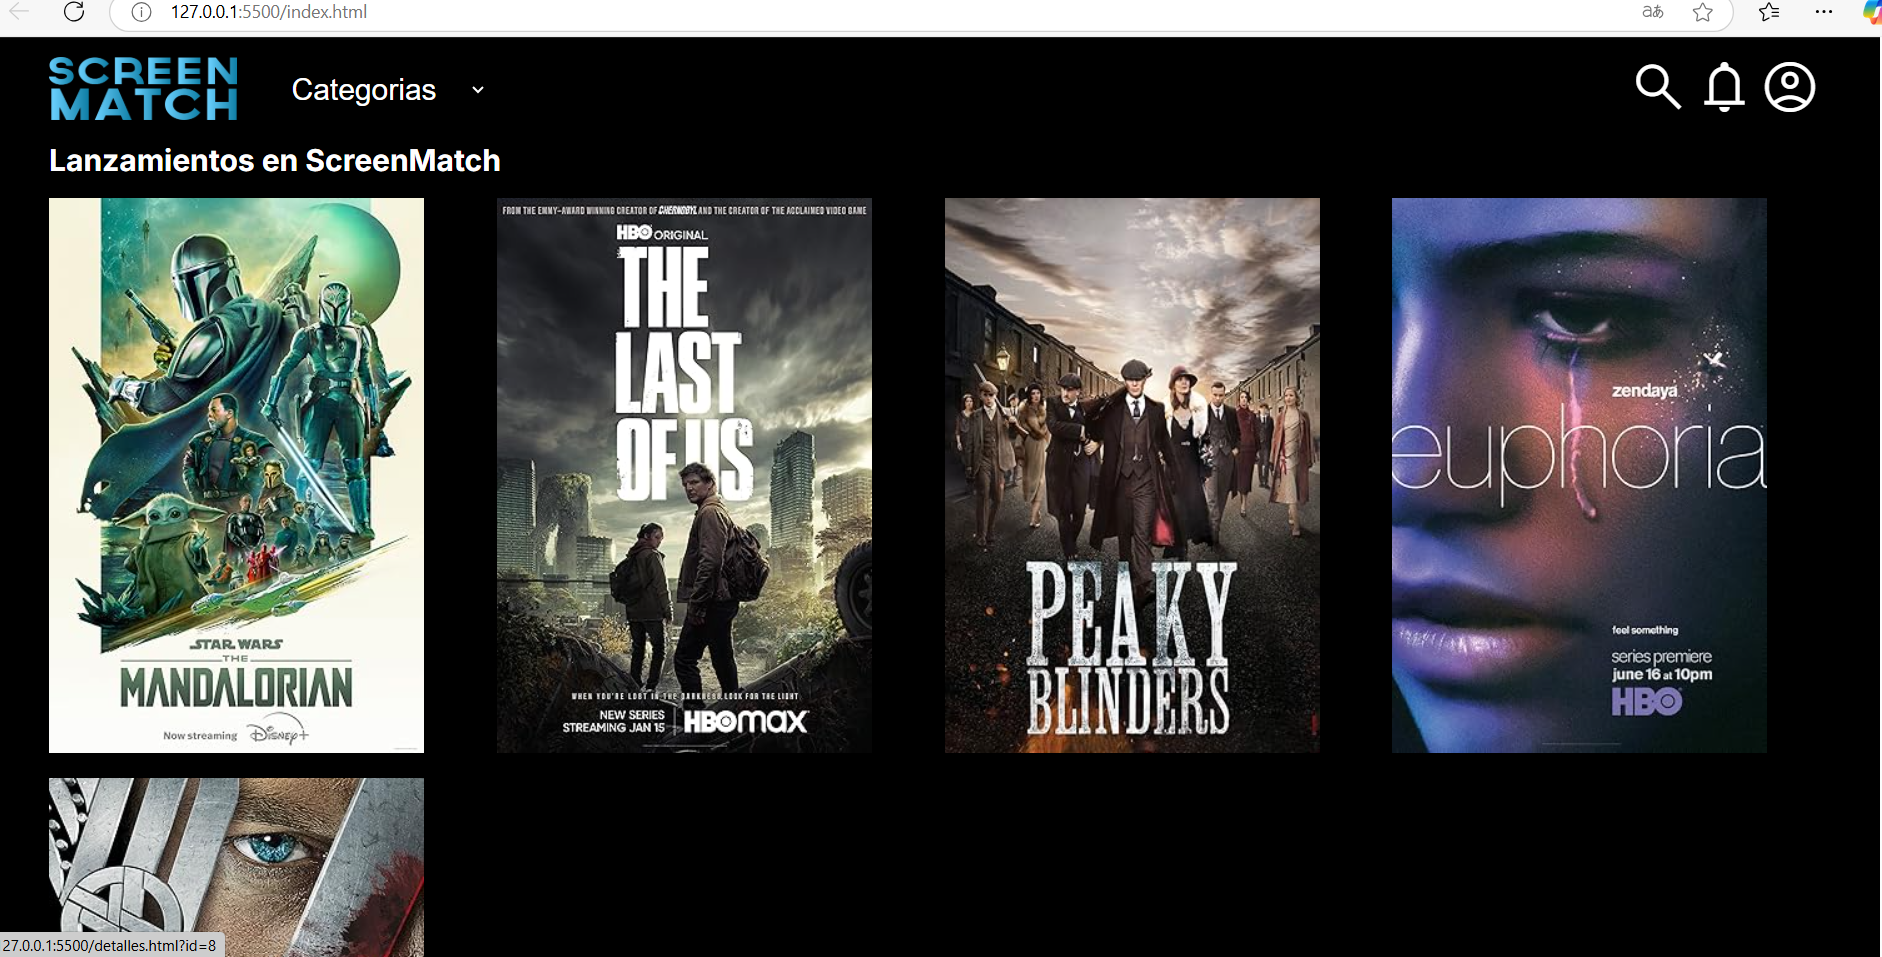 127.0.0.1:5500/index.html
aあ
SCREEN
MATCH
Categorias
Lanzamientos en ScreenMatch
STAR WARS
THE
MANDALORIAN
Now streaming Disney+
FROM THE EMMY-AWARD WINNING CREATOR OF CHERNOBYL AND THE CREATOR OF THE ACCLAIMED VIDEO GAME
HBO ORIGINAL
THE
LAST
OF US
WHEN YOU'RE LOST IN THE DARKNESS, LOOK FOR THE LIGHT
NEW SERIES
STREAMING JAN 15
HBOmax
PEAKY
BLINDERS
zendaya
euphoria
feel something
series premiere
june 16 at 10pm
HBO
27.0.0.1:5500/detalles.html?id=8